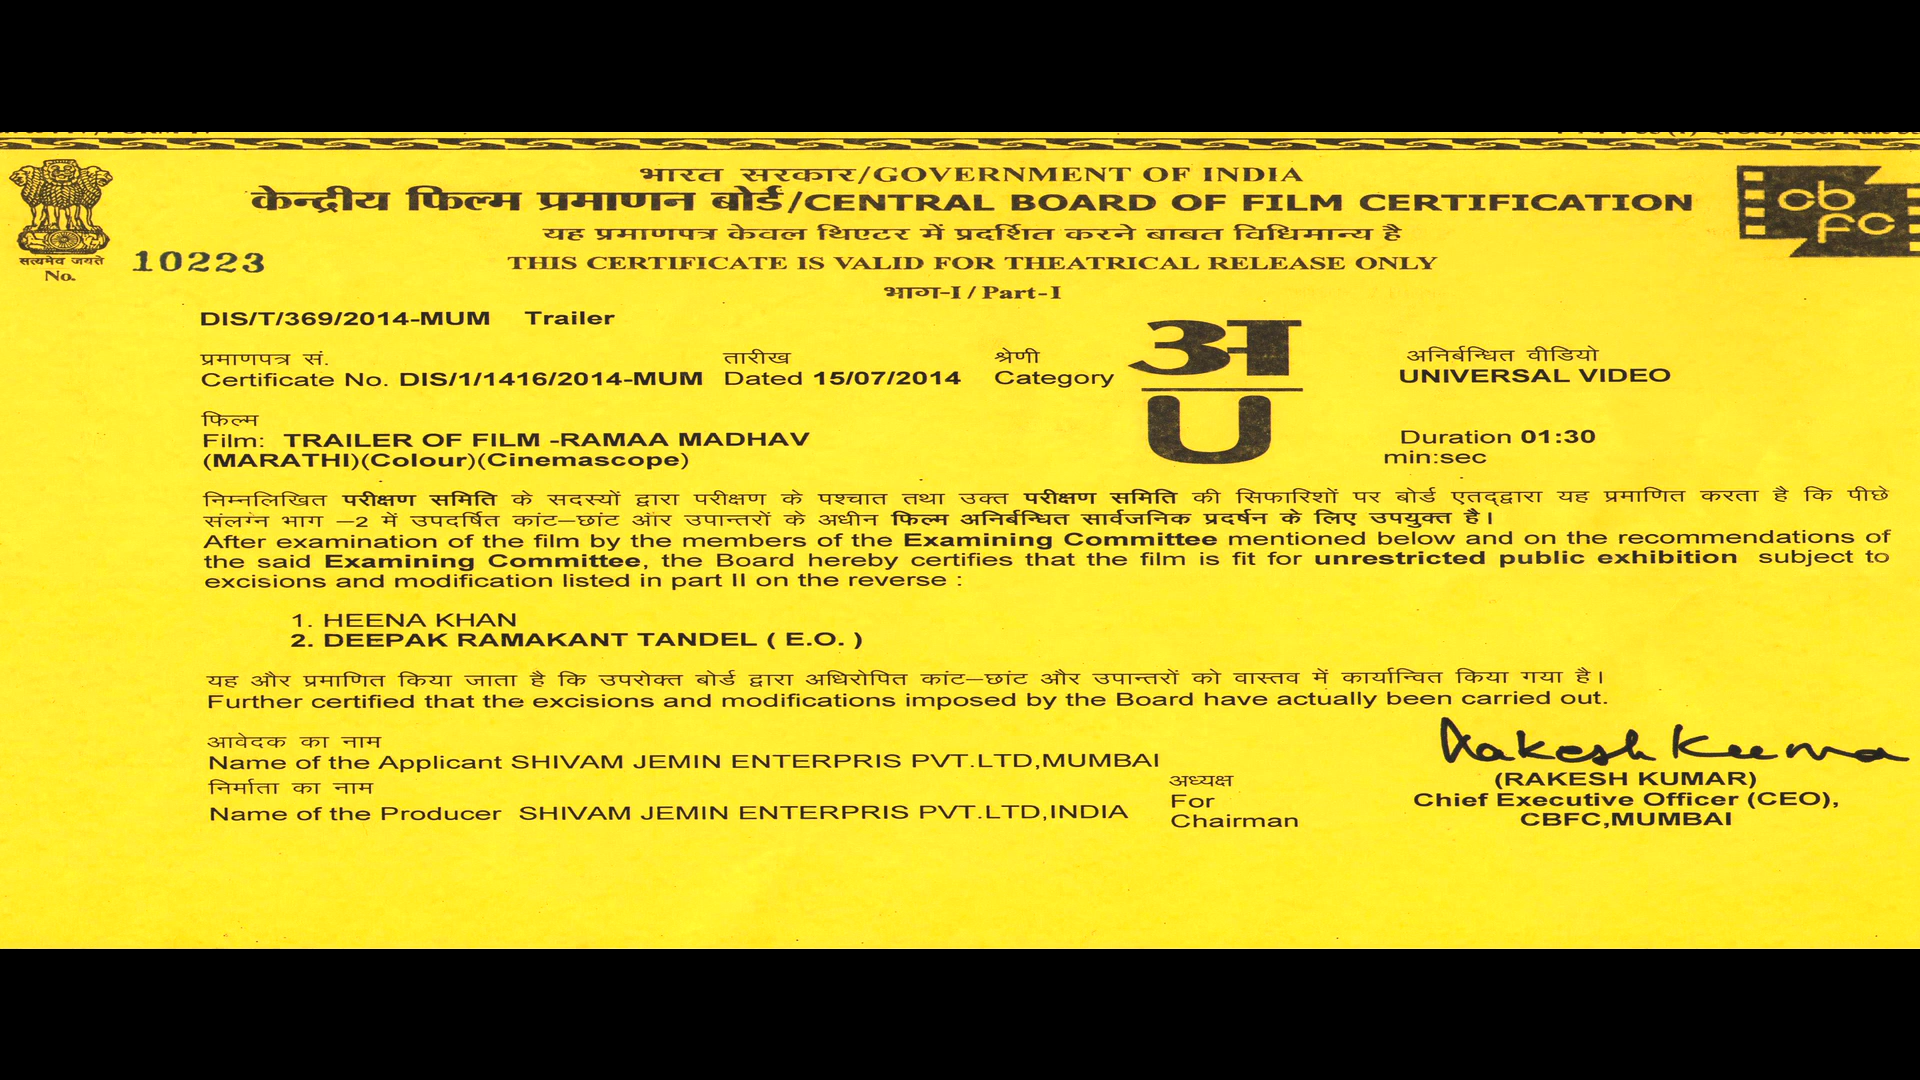 भारत सरकार/GOVERNMENT OF INDIA
केन्द्रीय फिल्म प्रमाणन बोर्ड/CENTRAL BOARD OF FILM CERTIFICATION
cb
fc
यह प्रमाणपत्र केवल थिएटर में प्रदर्शित करने बाबत विधिमान्य है
सत्यमेव जयते
No. 10223
THIS CERTIFICATE IS VALID FOR THEATRICAL RELEASE ONLY
भाग-I / Part-I
DIS/T/369/2014-MUM Trailer
प्रमाणपत्र सं. तारीख श्रेणी अ अनिर्बन्धित वीडियो
Certificate No. DIS/1/1416/2014-MUM Dated 15/07/2014 Category U UNIVERSAL VIDEO
फिल्म
Film: TRAILER OF FILM -RAMAA MADHAV Duration 01:30
(MARATHI)(Colour)(Cinemascope) min:sec
निम्नलिखित परीक्षण समिति के सदस्यों द्वारा परीक्षण के पश्चात तथा उक्त परीक्षण समिति की सिफारिशों पर बोर्ड एतद्द्वारा यह प्रमाणित करता है कि पीछे
संलग्न भाग –2 में उपदर्षित कांट–छांट और उपान्तरों के अधीन फिल्म अनिर्बन्धित सार्वजनिक प्रदर्षन के लिए उपयुक्त है।
After examination of the film by the members of the Examining Committee mentioned below and on the recommendations of
the said Examining Committee, the Board hereby certifies that the film is fit for unrestricted public exhibition subject to
excisions and modification listed in part II on the reverse :
1. HEENA KHAN
2. DEEPAK RAMAKANT TANDEL ( E.O. )
यह और प्रमाणित किया जाता है कि उपरोक्त बोर्ड द्वारा अधिरोपित कांट–छांट और उपान्तरों को वास्तव में कार्यान्वित किया गया है।
Further certified that the excisions and modifications imposed by the Board have actually been carried out.
आवेदक का नाम
Name of the Applicant SHIVAM JEMIN ENTERPRIS PVT.LTD,MUMBAI
निर्माता का नाम
Name of the Producer SHIVAM JEMIN ENTERPRIS PVT.LTD,INDIA
अध्यक्ष
For
Chairman
Rakesh Kumar
(RAKESH KUMAR)
Chief Executive Officer (CEO),
CBFC,MUMBAI